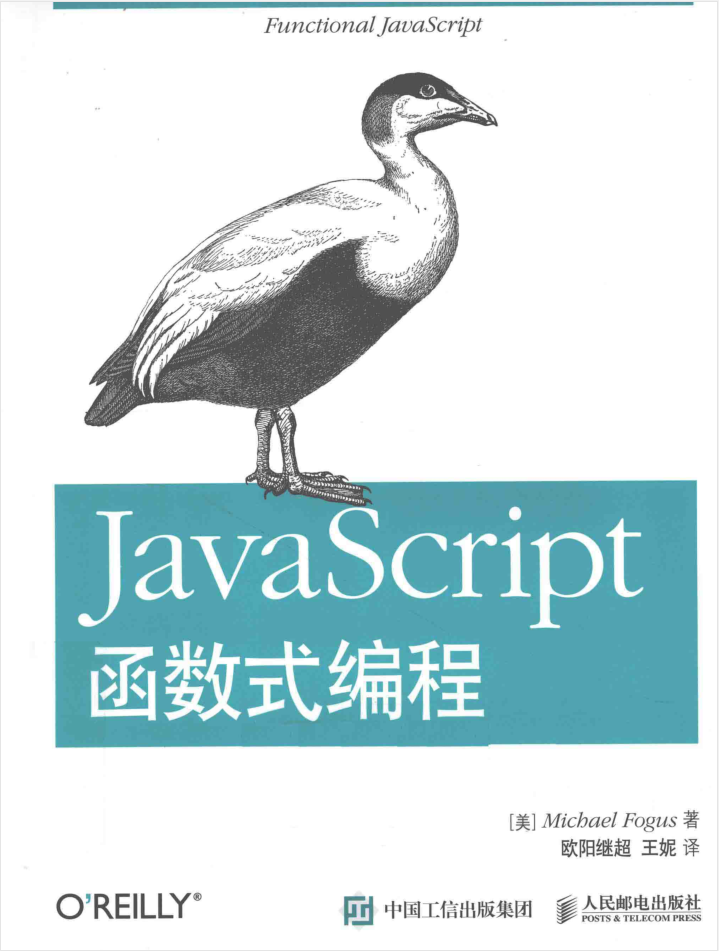 Functional JavaScript
JavaScript
函数式编程
[美] Michael Fogus 著
欧阳继超 王妮 译
O'REILLY®
中国工信出版集团
人民邮电出版社
POSTS & TELECOM PRESS